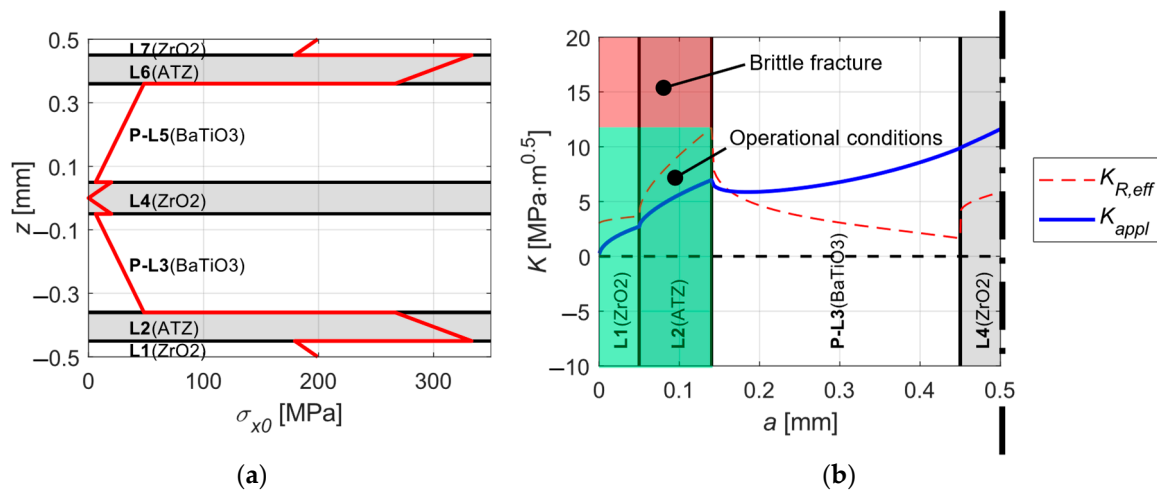 0.5
0.3
0.1
−0.1
−0.3
−0.5
z [mm]
L7(ZrO2)
L6(ATZ)
P-L5(BaTiO3)
L4(ZrO2)
P-L3(BaTiO3)
L2(ATZ)
L1(ZrO2)
0 100 200 300
σx0 [MPa]
(a)
20
15
10
5
0
−5
−10
K [MPa·m0.5]
Brittle fracture
Operational conditions
L1(ZrO2)
L2(ATZ)
P-L3(BaTiO3)
L4(ZrO2)
0 0.1 0.2 0.3 0.4 0.5
a [mm]
(b)
KR,eff
Kappl